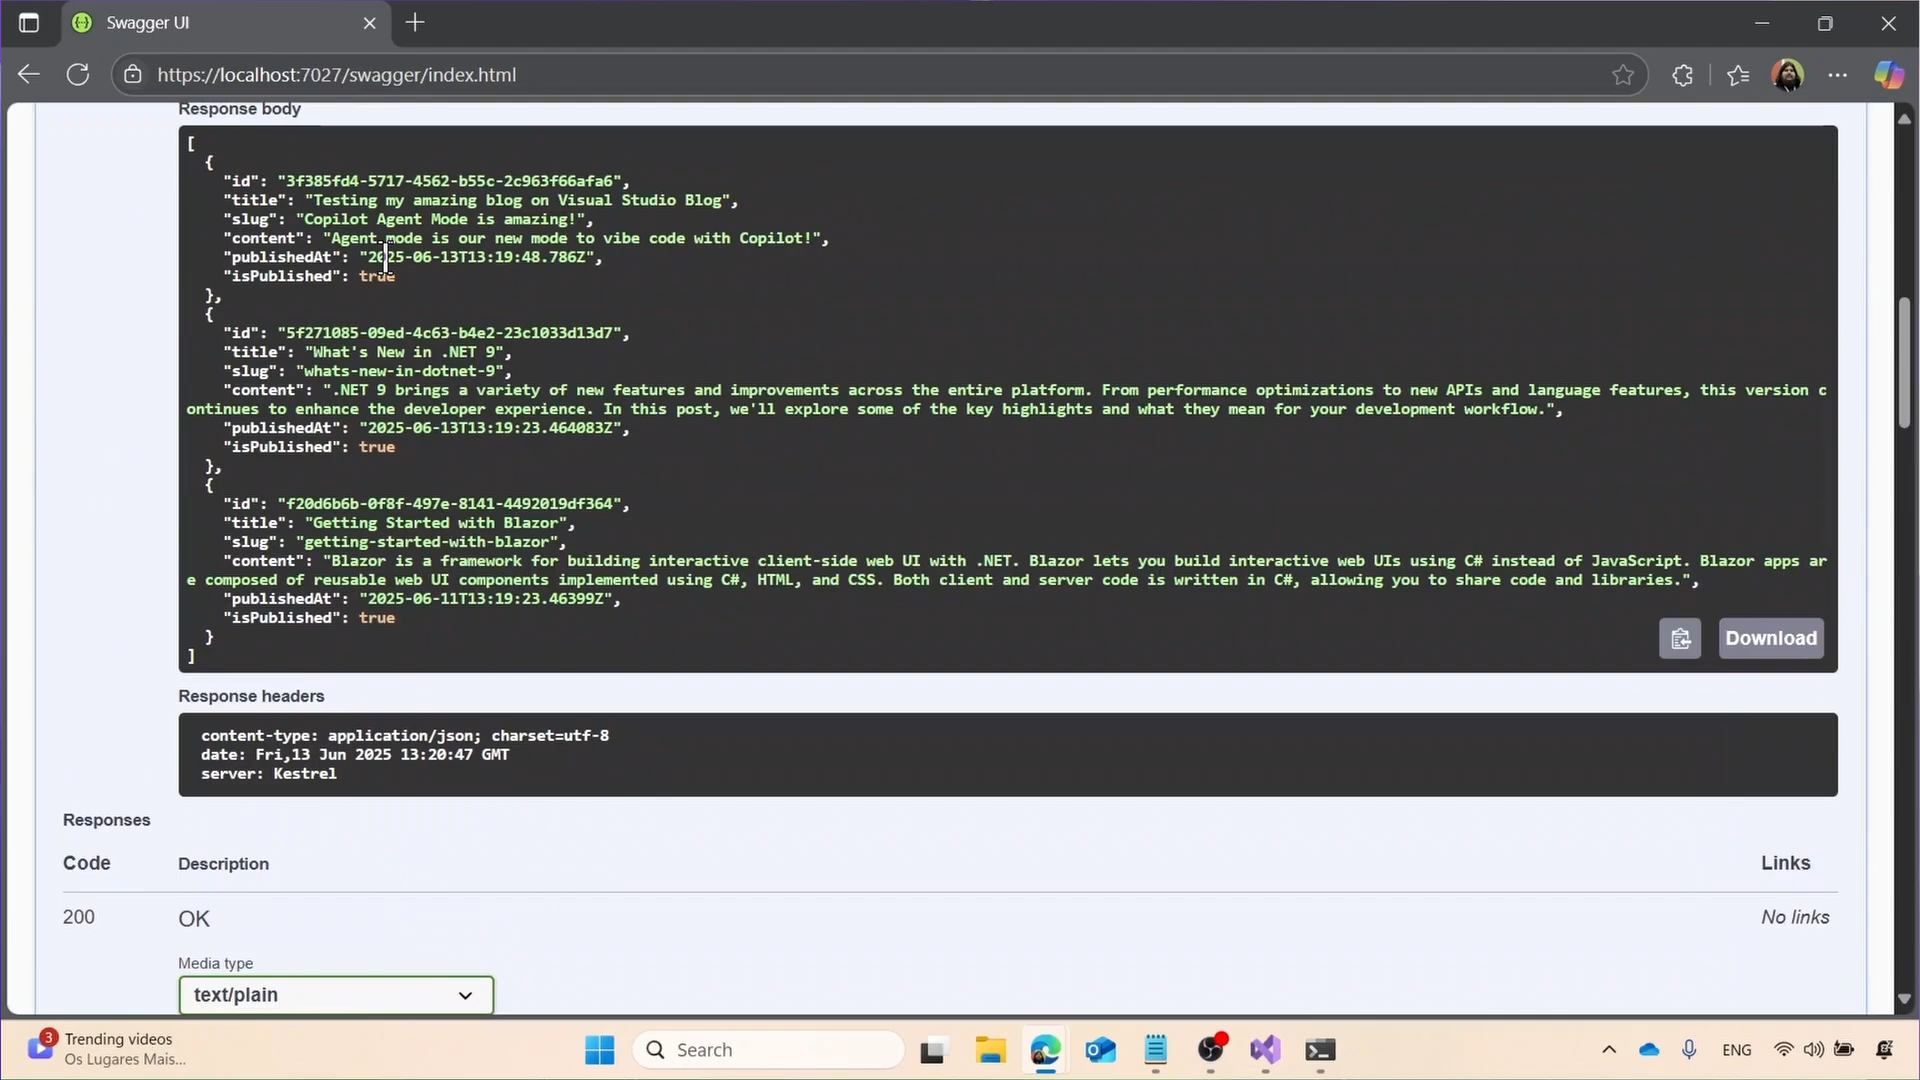 Swagger UI
https://localhost:7027/swagger/index.html
Response body
[
{
"id": "3f385fd4-5717-4562-b55c-2c963f66afa6",
"title": "Testing my amazing blog on Visual Studio Blog",
"slug": "Copilot Agent Mode is amazing!",
"content": "Agent mode is our new mode to vibe code with Copilot!",
"publishedAt": "2025-06-13T13:19:48.786Z",
"isPublished": true
},
{
"id": "5f271085-09ed-4c63-b4e2-23c1033d13d7",
"title": "What's New in .NET 9",
"slug": "whats-new-in-dotnet-9",
"content": ".NET 9 brings a variety of new features and improvements across the entire platform. From performance optimizations to new APIs and language features, this version c
ontinues to enhance the developer experience. In this post, we'll explore some of the key highlights and what they mean for your development workflow.",
"publishedAt": "2025-06-13T13:19:23.464083Z",
"isPublished": true
},
{
"id": "f20d6b6b-0f8f-497e-8141-4492019df364",
"title": "Getting Started with Blazor",
"slug": "getting-started-with-blazor",
"content": "Blazor is a framework for building interactive client-side web UI with .NET. Blazor lets you build interactive web UIs using C# instead of JavaScript. Blazor apps ar
e composed of reusable web UI components implemented using C#, HTML, and CSS. Both client and server code is written in C#, allowing you to share code and libraries.",
"publishedAt": "2025-06-11T13:19:23.46399Z",
"isPublished": true
}
]
Download
Response headers
content-type: application/json; charset=utf-8
date: Fri,13 Jun 2025 13:20:47 GMT
server: Kestrel
Responses
Code Description Links
200 OK No links
Media type
text/plain
3
Trending videos
Os Lugares Mais...
Search
ENG